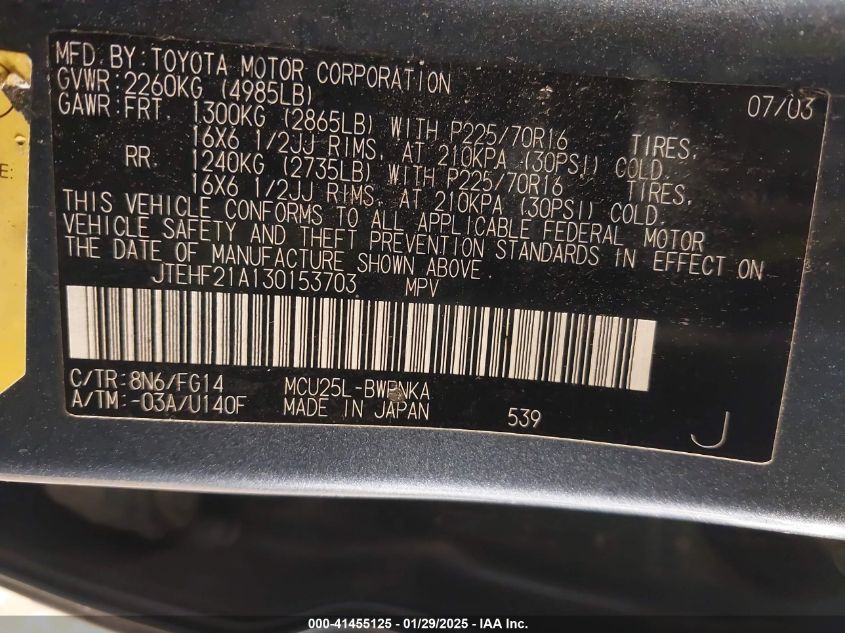 MFD. BY: TOYOTA MOTOR CORPORATION 07/03
GVWR: 2260KG (4985LB)
GAWR: FRT. 1300KG (2865LB) WITH P225/70R16 TIRES,
16X6 1/2JJ RIMS, AT 210KPA (30PSI) COLD.
RR. 1240KG (2735LB) WITH P225/70R16 TIRES,
16X6 1/2JJ RIMS, AT 210KPA (30PSI) COLD.
THIS VEHICLE CONFORMS TO ALL APPLICABLE FEDERAL MOTOR
VEHICLE SAFETY AND THEFT PREVENTION STANDARDS IN EFFECT ON
THE DATE OF MANUFACTURE SHOWN ABOVE.
JTEHF21A130153703 MPV
C/TR: 8N6/FG14 MCU25L-BWPNKA
A/TM: -03A/U140F MADE IN JAPAN 539 J
E:
000-41455125 - 01/29/2025 - IAA Inc.